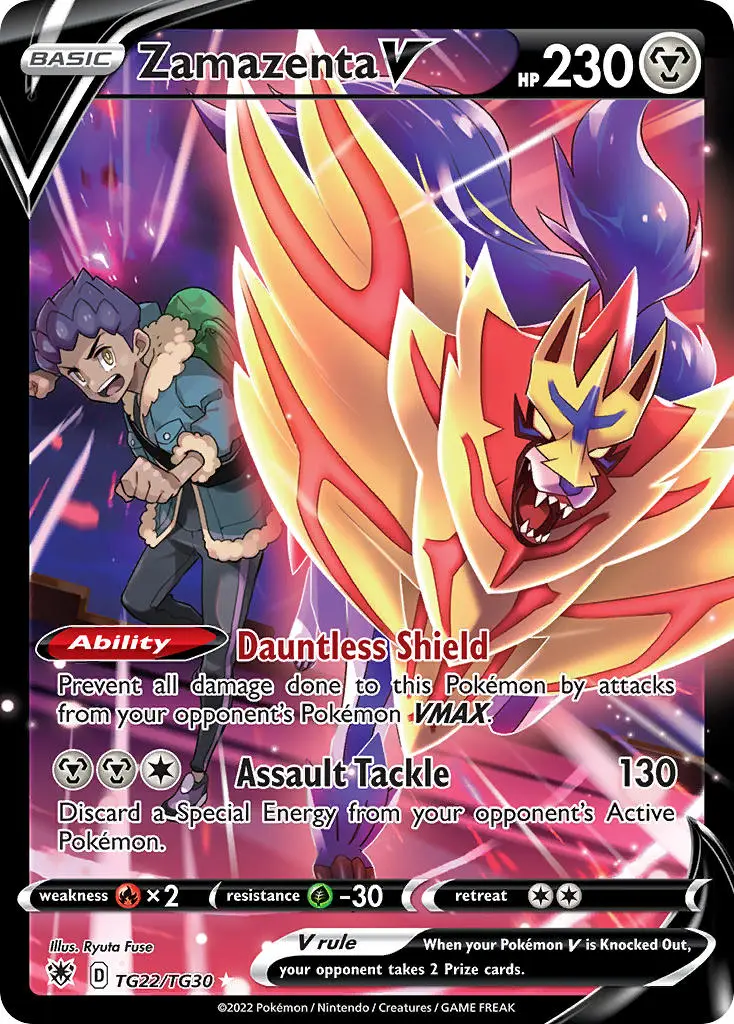 BASIC Zamazenta V HP 230
Ability Dauntless Shield
Prevent all damage done to this Pokémon by attacks
from your opponent's Pokémon VMAX.
Assault Tackle 130
Discard a Special Energy from your opponent's Active
Pokémon.
weakness ×2 resistance -30 retreat
Illus. Ryuta Fuse
V rule When your Pokémon V is Knocked Out,
your opponent takes 2 Prize cards.
D TG22/TG30
©2022 Pokémon / Nintendo / Creatures / GAME FREAK